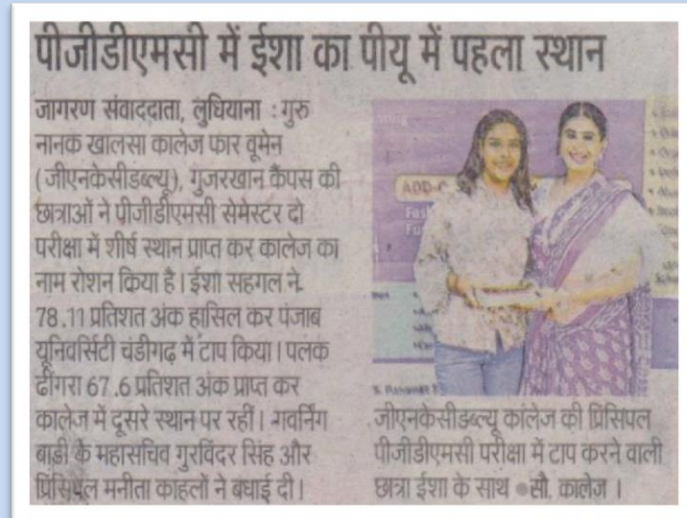 पीजीडीएमसी में ईशा का पीयू में पहला स्थान
जागरण संवाददाता, लुधियाना : गुरु
नानक खालसा कालेज फार वूमेन
(जीएनकेसीडब्ल्यू), गुजरखान कैंपस की
छात्राओं ने पीजीडीएमसी सेमेस्टर दो
परीक्षा में शीर्ष स्थान प्राप्त कर कालेज का
नाम रोशन किया है। ईशा सहगल ने
78.11 प्रतिशत अंक हासिल कर पंजाब
यूनिवर्सिटी चंडीगढ़ में टाप किया। पलक
ढींगरा 67.6 प्रतिशत अंक प्राप्त कर
कालेज में दूसरे स्थान पर रहीं। गवर्निंग
बाडी के महासचिव गुरविंदर सिंह और
प्रिंसिपल मनीता काहलों ने बधाई दी।
ADD-
जीएनकेसीडब्ल्यू कालेज की प्रिंसिपल
पीजीडीएमसी परीक्षा में टाप करने वाली
छात्रा ईशा के साथ ● सौ. कालेज ।